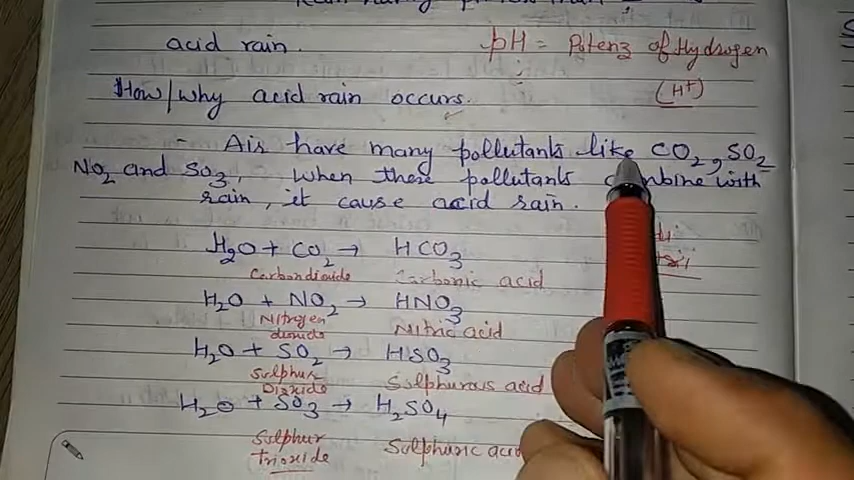 acid rain.
pH = Potenz of Hydrogen
(H+)
How/why acid rain occurs.
- Air have many pollutants like CO2, SO2
NO2 and SO3, when these pollutants combine with
rain, it cause acid rain.
H2O + CO2 → HCO3
Carbondioxide Carbonic acid
H2O + NO2 → HNO3
Nitrogen dioxide Nitric acid
H2O + SO2 → HSO3
Sulphur Dioxide Sulphurous acid
H2O + SO3 → H2SO4
Sulphur trioxide Sulphuric acid